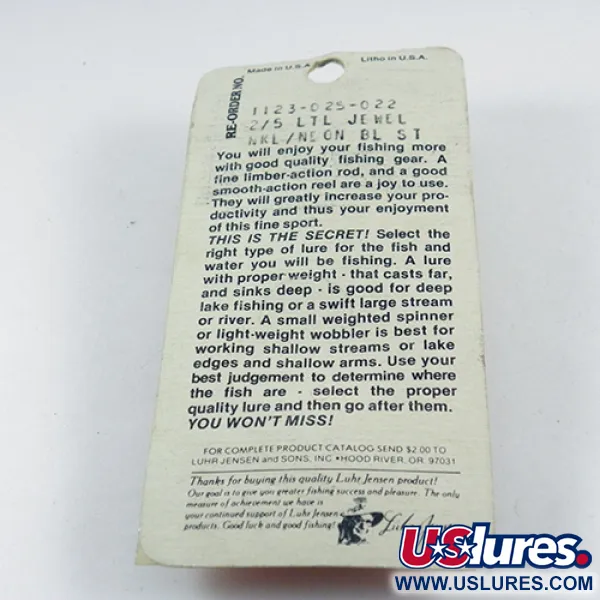 Made in U.S.A.
Litho in U.S.A.
RE-ORDER NO.
1123-025-022
2/5 LTL JEWEL
NKL/NEON BL ST
You will enjoy your fishing more
with good quality fishing gear. A
fine limber-action rod, and a good
smooth-action reel are a joy to use.
They will greatly increase your pro-
ductivity and thus your enjoyment
of this fine sport.
THIS IS THE SECRET! Select the
right type of lure for the fish and
water you will be fishing. A lure
with proper weight - that casts far,
and sinks deep - is good for deep
lake fishing or a swift large stream
or river. A small weighted spinner
or light-weight wobbler is best for
working shallow streams or lake
edges and shallow arms. Use your
best judgement to determine where
the fish are - select the proper
quality lure and then go after them.
YOU WON'T MISS!
FOR COMPLETE PRODUCT CATALOG SEND $2.00 TO
LUHR JENSEN and SONS, INC • HOOD RIVER, OR 97031
Thanks for buying this quality Luhr Jensen product!
Our goal is to give you greater fishing success and pleasure. The only
measure of achievement we have is
your continued support of Luhr Jensen
products. Good luck and good fishing!
USlures.
WWW.USLURES.COM